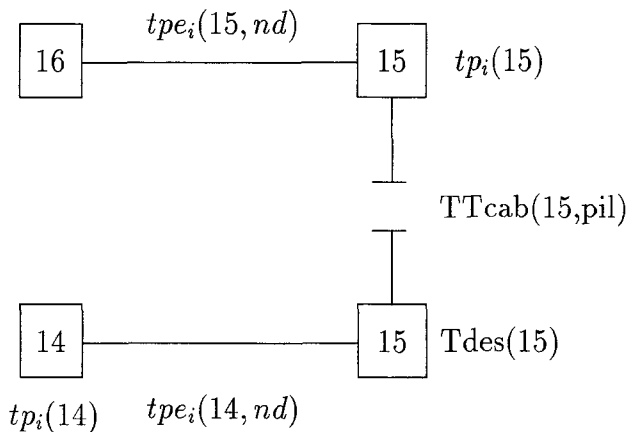 tpe_i(15, nd)
16
15
tp_i(15)
TTcab(15,pil)
14
15
Tdes(15)
tp_i(14)
tpe_i(14, nd)